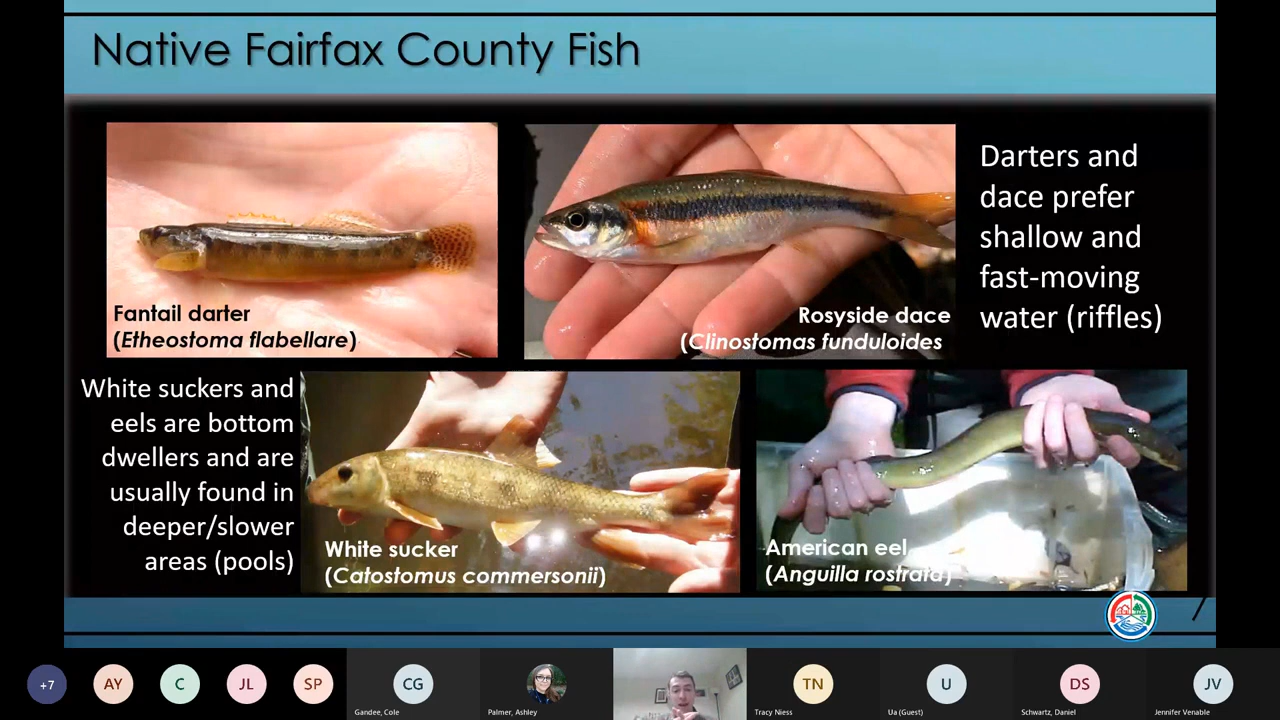 Native Fairfax County Fish
Fantail darter
(Etheostoma flabellare)
Rosyside dace
(Clinostomas funduloides
Darters and
dace prefer
shallow and
fast-moving
water (riffles)
White suckers and
eels are bottom
dwellers and are
usually found in
deeper/slower
areas (pools)
White sucker
(Catostomus commersonii)
American eel
(Anguilla rostrata)
7
+7
AY
C
JL
SP
CG
TN
U
DS
JV
Gandee, Cole
Palmer, Ashley
Tracy Niess
Ua (Guest)
Schwartz, Daniel
Jennifer Venable